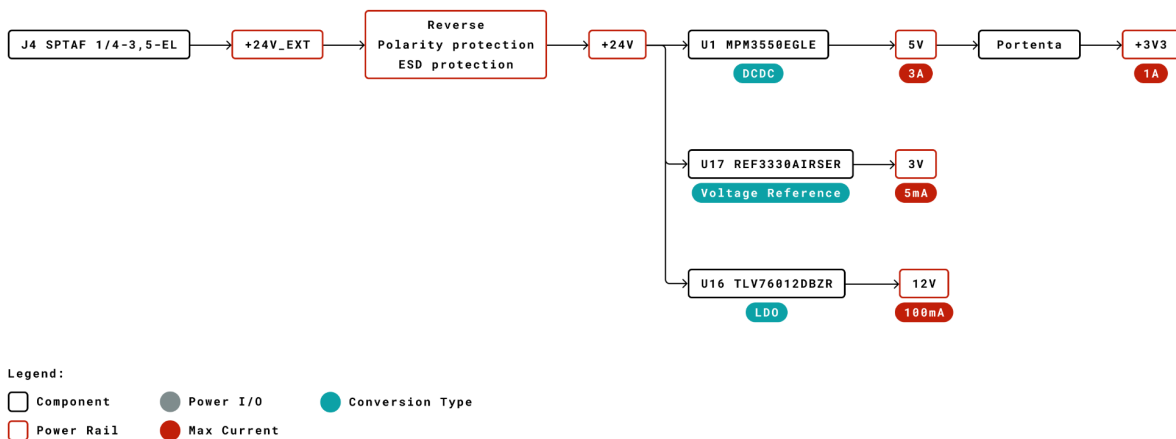 J4 SPTAF 1/4-3,5-EL
+24V_EXT
Reverse
Polarity protection
ESD protection
+24V
U1 MPM3550EGLE
DCDC
5V
3A
Portenta
+3V3
1A
U17 REF3330AIRSER
Voltage Reference
3V
5mA
U16 TLV76012DBZR
LDO
12V
100mA
Legend:
Component
Power I/O
Conversion Type
Power Rail
Max Current